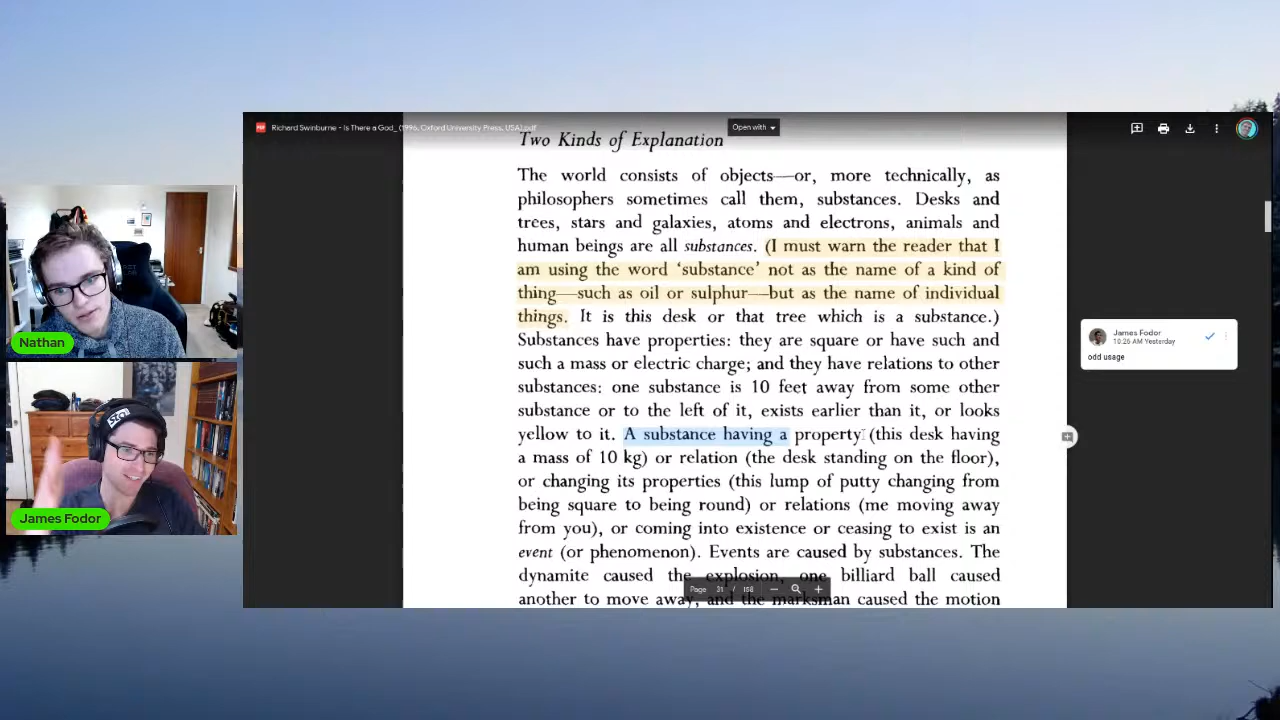 Richard Swinburne - Is There a God_ (1996, Oxford University Press, USA).pdf
Open with
Two Kinds of Explanation
The world consists of objects—or, more technically, as
philosophers sometimes call them, substances. Desks and
trees, stars and galaxies, atoms and electrons, animals and
human beings are all substances. (I must warn the reader that I
am using the word ‘substance’ not as the name of a kind of
thing—such as oil or sulphur—but as the name of individual
things. It is this desk or that tree which is a substance.)
Substances have properties: they are square or have such and
such a mass or electric charge; and they have relations to other
substances: one substance is 10 feet away from some other
substance or to the left of it, exists earlier than it, or looks
yellow to it. A substance having a property (this desk having
a mass of 10 kg) or relation (the desk standing on the floor),
or changing its properties (this lump of putty changing from
being square to being round) or relations (me moving away
from you), or coming into existence or ceasing to exist is an
event (or phenomenon). Events are caused by substances. The
dynamite caused the explosion, one billiard ball caused
another to move away, and the marksman caused the motion
Page 31 / 158
James Fodor
10:26 AM Yesterday
odd usage
Nathan
James Fodor